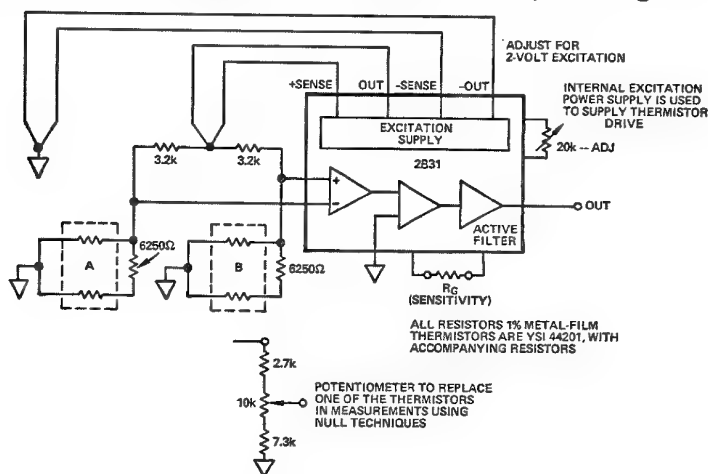 ADJUST FOR
2-VOLT EXCITATION
+SENSE OUT -SENSE -OUT
INTERNAL EXCITATION
POWER SUPPLY IS USED
TO SUPPLY THERMISTOR
DRIVE
EXCITATION
SUPPLY
2B31
20k -- ADJ
3.2k 3.2k
+
−
OUT
ACTIVE
FILTER
6250Ω
A
B
6250Ω
RG
(SENSITIVITY)
ALL RESISTORS 1% METAL-FILM
THERMISTORS ARE YSI 44201, WITH
ACCOMPANYING RESISTORS
2.7k
10k
7.3k
POTENTIOMETER TO REPLACE
ONE OF THE THERMISTORS
IN MEASUREMENTS USING
NULL TECHNIQUES